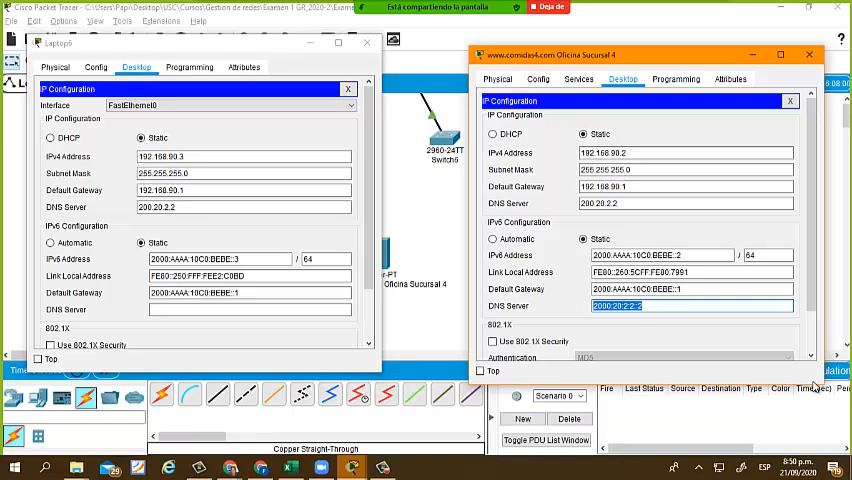 Cisco Packet Tracer - C:\Users\Papi\Desktop\USC\Cursos\Gestion de redes\Examen 1 GR_2020-2\Exame
Está compartiendo la pantalla
Deja de
File Edit Options View Tools Extensions
Laptop6
Physical Config Desktop Programming Attributes
IP Configuration X
Interface FastEthernet0
IP Configuration
DHCP Static
IPv4 Address 192.168.90.3
Subnet Mask 255.255.255.0
Default Gateway 192.168.90.1
DNS Server 200.20.2.2
IPv6 Configuration
Automatic Static
IPv6 Address 2000:AAAA:10C0:BEBE::3 / 64
Link Local Address FE80::250:FFF:FEE2:C0BD
Default Gateway 2000:AAAA:10C0:BEBE::1
DNS Server
802.1X
Use 802.1X Security
Top
2960-24TT
Switch6
er-PT
Oficina Sucursal 4
www.comidas4.com Oficina Sucursal 4
Physical Config Services Desktop Programming Attributes
IP Configuration X
IP Configuration
DHCP Static
IPv4 Address 192.168.90.2
Subnet Mask 255.255.255.0
Default Gateway 192.168.90.1
DNS Server 200.20.2.2
IPv6 Configuration
Automatic Static
IPv6 Address 2000:AAAA:10C0:BEBE::2 / 64
Link Local Address FE80::260:5CFF:FE80:7991
Default Gateway 2000:AAAA:10C0:BEBE::1
DNS Server 2000:20:2:2::2
802.1X
Use 802.1X Security
Authentication MD5
Top
Scenario 0
New Delete
Toggle PDU List Window
Fire Last Status Source Destination Type Color Time(sec) Peri
Copper Straight-Through
ESP
8:50 p.m.
21/09/2020
19